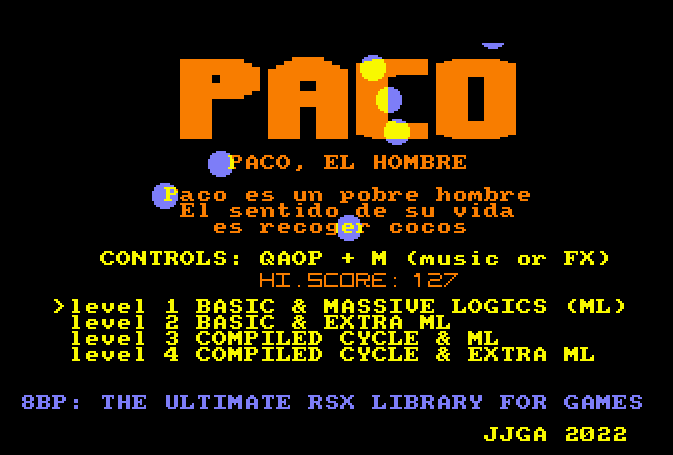 PACO
PACO, EL HOMBRE
Paco es un pobre hombre
El sentido de su vida
es recoger cocos
CONTROLS: QAOP + M (music or FX)
HI.SCORE: 127
>level 1 BASIC & MASSIVE LOGICS (ML)
level 2 BASIC & EXTRA ML
level 3 COMPILED CYCLE & ML
level 4 COMPILED CYCLE & EXTRA ML
8BP: THE ULTIMATE RSX LIBRARY FOR GAMES
JJGA 2022